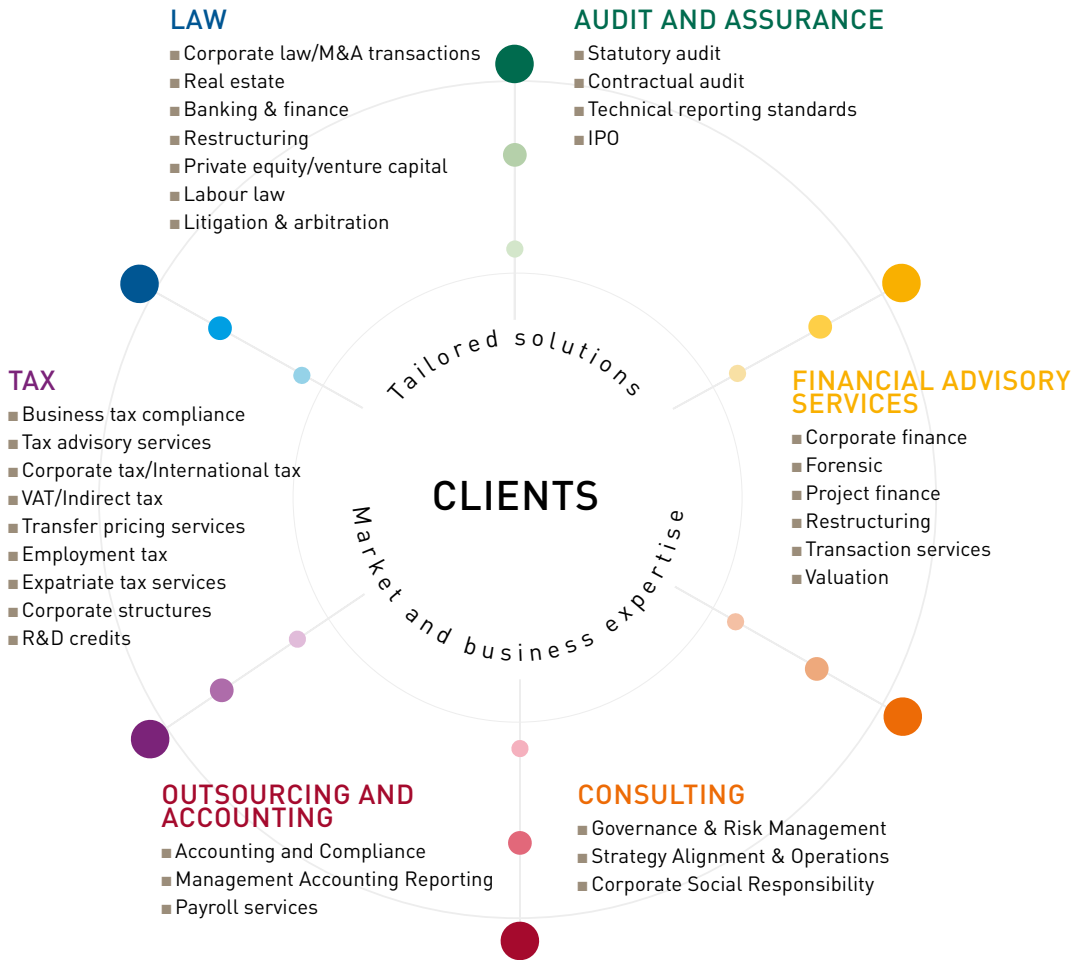 LAW
Corporate law/M&A transactions
Real estate
Banking & finance
Restructuring
Private equity/venture capital
Labour law
Litigation & arbitration
AUDIT AND ASSURANCE
Statutory audit
Contractual audit
Technical reporting standards
IPO
TAX
Business tax compliance
Tax advisory services
Corporate tax/International tax
VAT/Indirect tax
Transfer pricing services
Employment tax
Expatriate tax services
Corporate structures
R&D credits
Tailored solutions
CLIENTS
Market and business expertise
FINANCIAL ADVISORY
SERVICES
Corporate finance
Forensic
Project finance
Restructuring
Transaction services
Valuation
OUTSOURCING AND
ACCOUNTING
Accounting and Compliance
Management Accounting Reporting
Payroll services
CONSULTING
Governance & Risk Management
Strategy Alignment & Operations
Corporate Social Responsibility